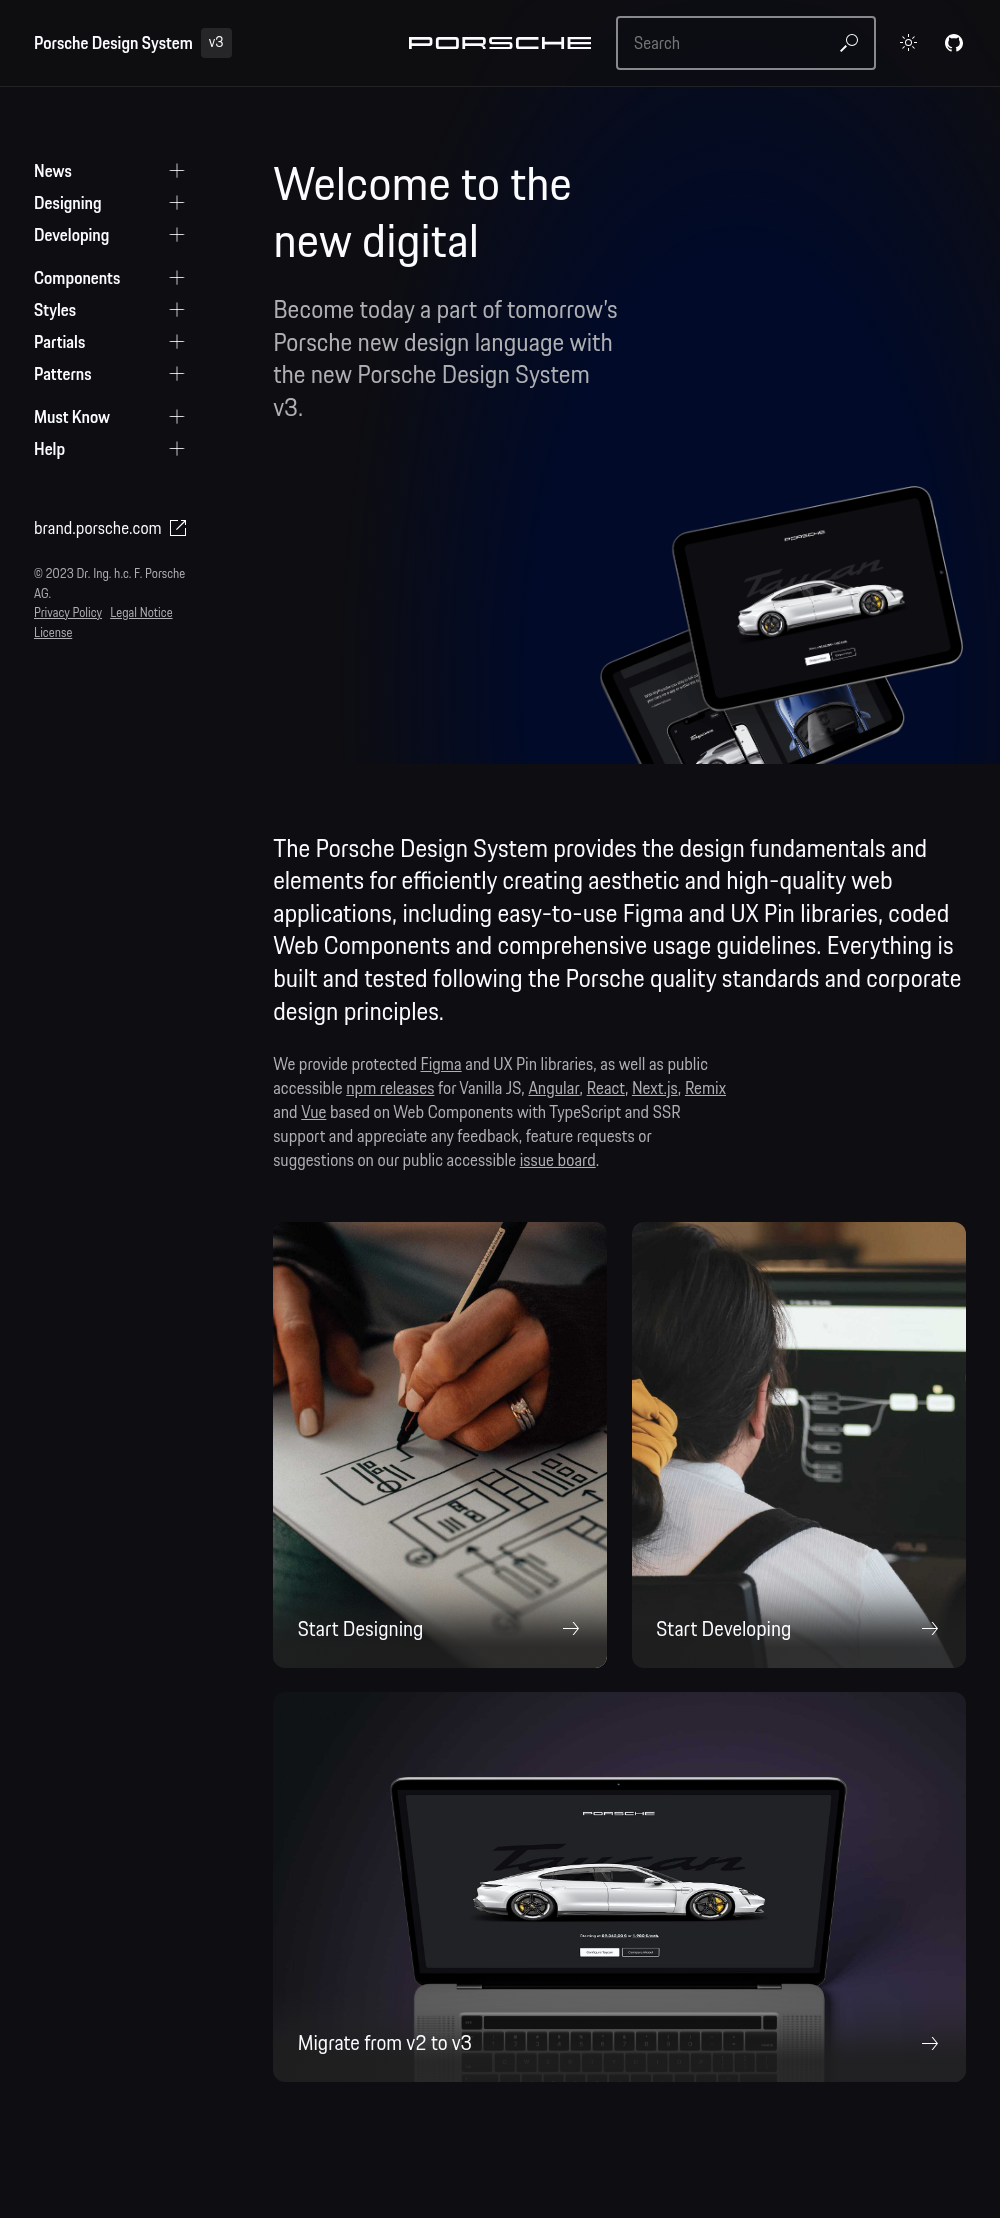 Porsche Design System v3
PORSCHE
Search
News
Designing
Developing
Components
Styles
Partials
Patterns
Must Know
Help
brand.porsche.com
© 2023 Dr. Ing. h.c. F. Porsche
AG.
Privacy Policy Legal Notice
License
Welcome to the
new digital
Become today a part of tomorrow’s
Porsche new design language with
the new Porsche Design System
v3.
PORSCHE
Taycan
The Porsche Design System provides the design fundamentals and
elements for efficiently creating aesthetic and high-quality web
applications, including easy-to-use Figma and UX Pin libraries, coded
Web Components and comprehensive usage guidelines. Everything is
built and tested following the Porsche quality standards and corporate
design principles.
We provide protected Figma and UX Pin libraries, as well as public
accessible npm releases for Vanilla JS, Angular, React, Next.js, Remix
and Vue based on Web Components with TypeScript and SSR
support and appreciate any feedback, feature requests or
suggestions on our public accessible issue board.
ASUS
Start Designing
Start Developing
PORSCHE
Taycan
Migrate from v2 to v3